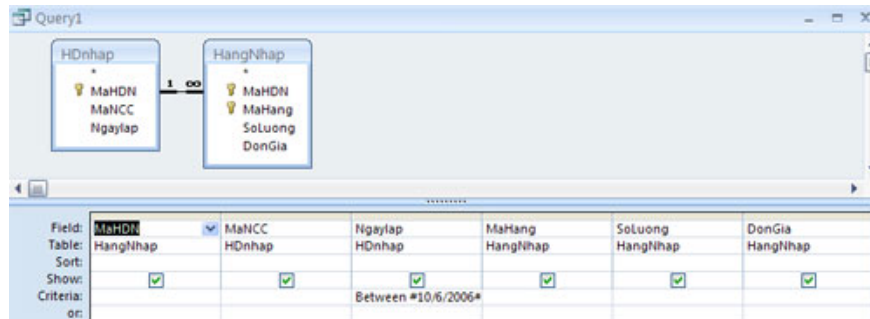 Query1
HDnhap
*
MaHDN
MaNCC
Ngaylap
1 ∞
HangNhap
*
MaHDN
MaHang
SoLuong
DonGia
Field: MaHDN MaNCC Ngaylap MaHang SoLuong DonGia
Table: HangNhap HDnhap HDnhap HangNhap HangNhap HangNhap
Sort:
Show:
Criteria: Between #10/6/2006#
or: